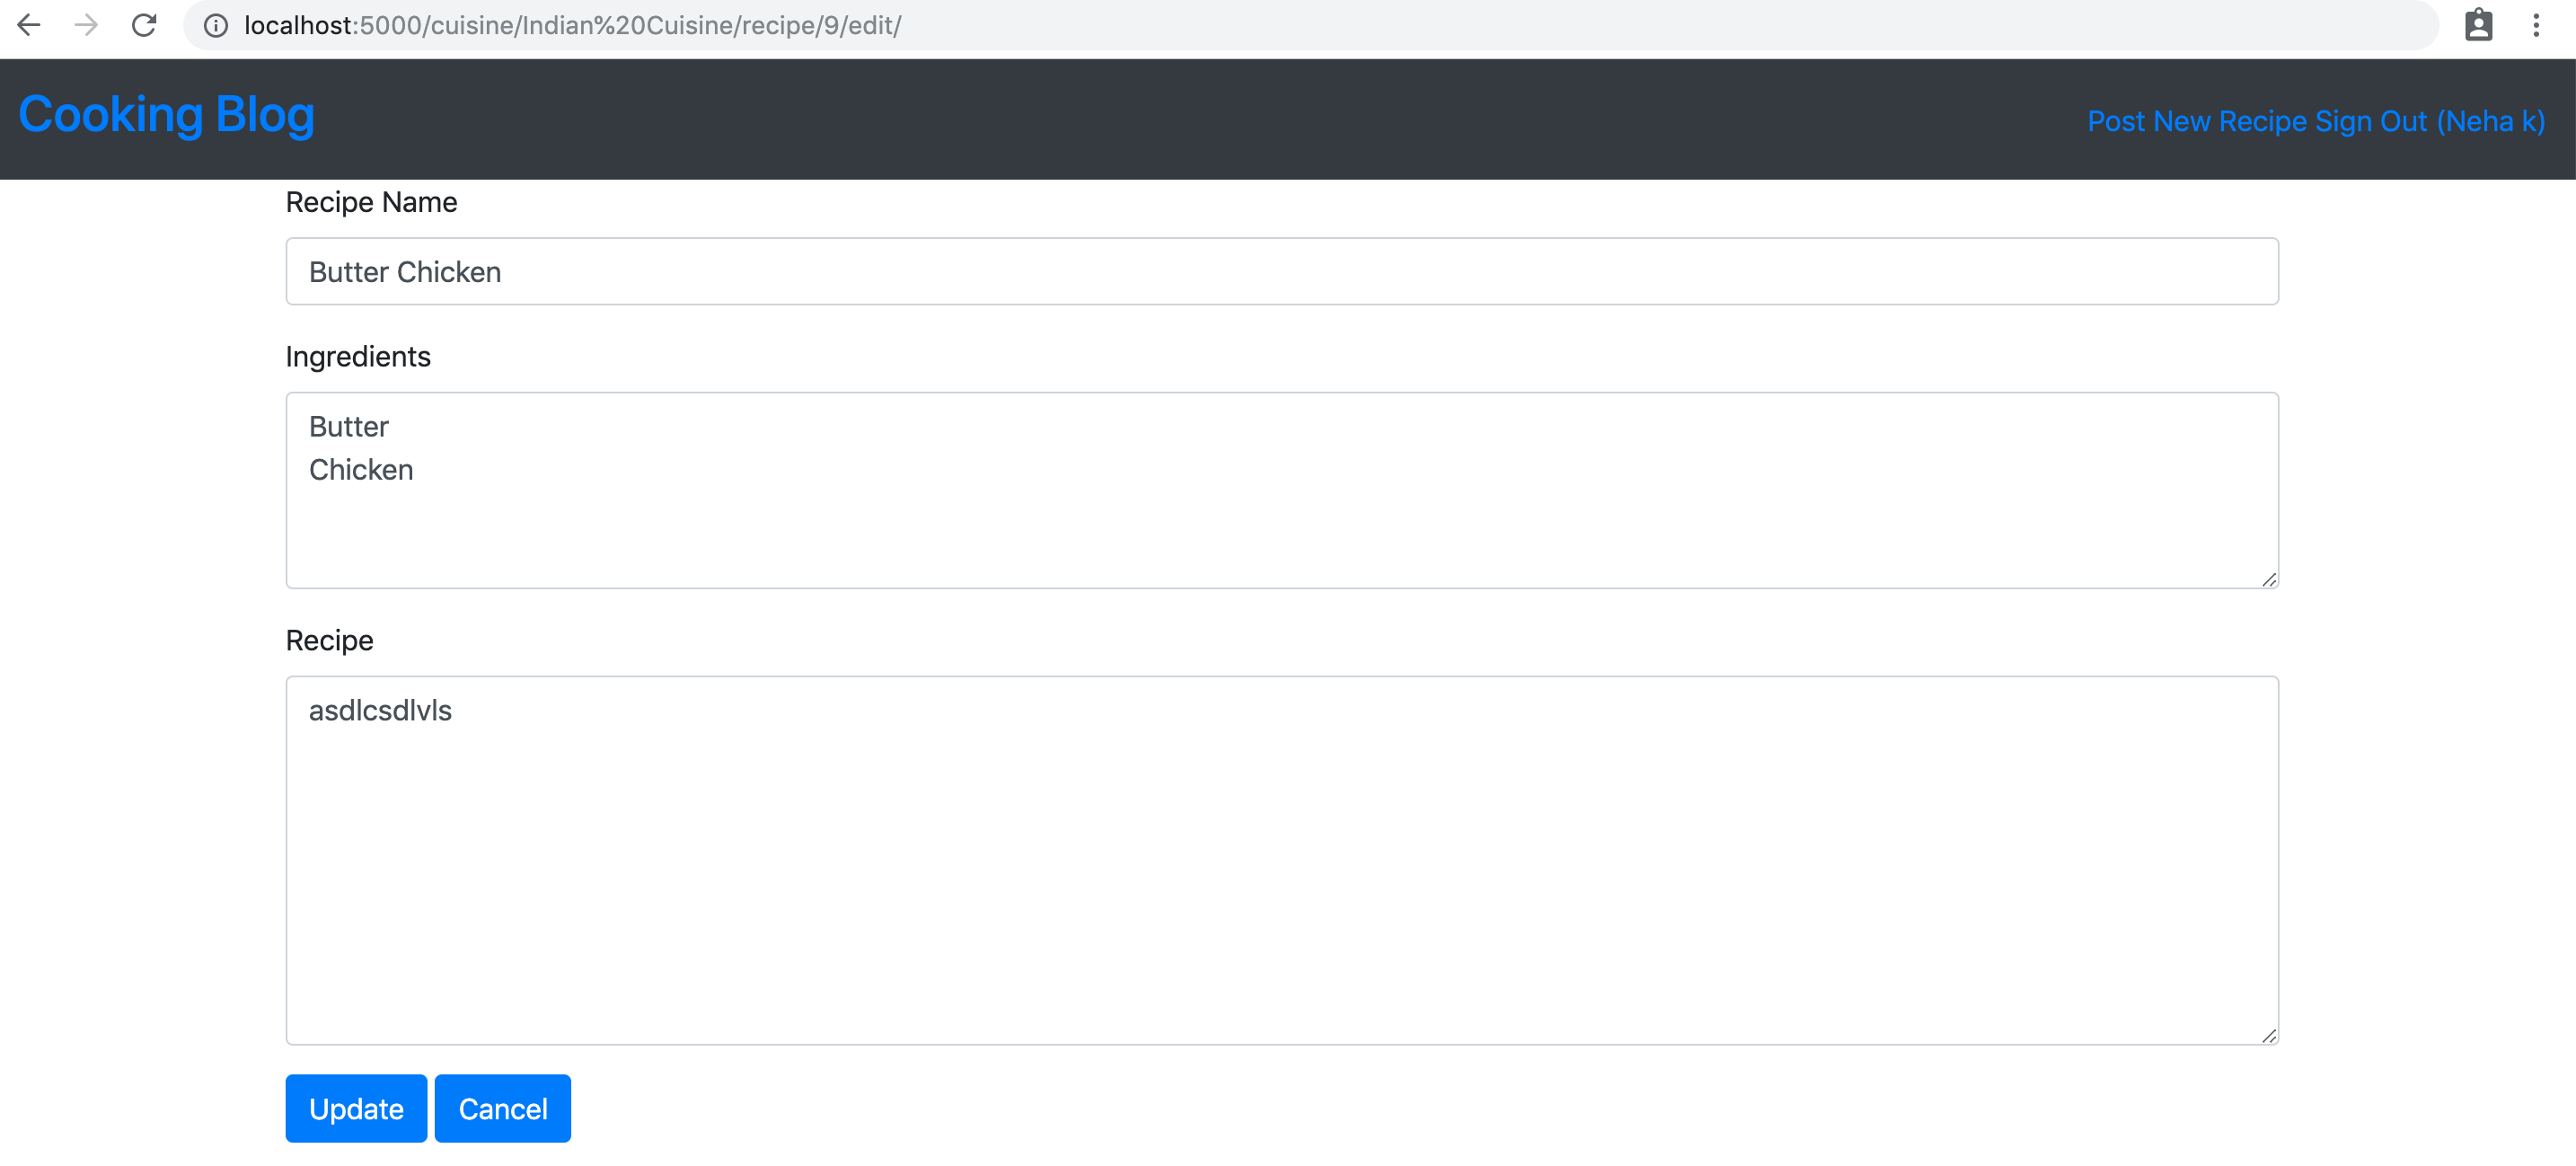 localhost:5000/cuisine/Indian%20Cuisine/recipe/9/edit/
Cooking Blog
Post New Recipe Sign Out (Neha k)
Recipe Name
Butter Chicken
Ingredients
Butter
Chicken
Recipe
asdlcsdlvls
Update Cancel